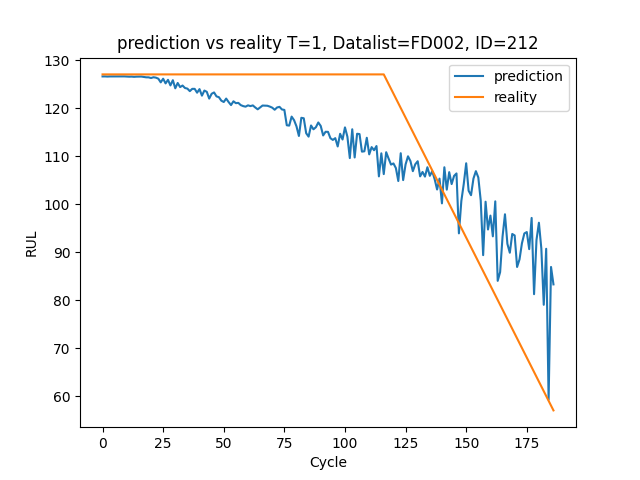 prediction vs reality T=1, Datalist=FD002, ID=212
prediction
reality
130
120
110
100
90
80
70
60
RUL
0 25 50 75 100 125 150 175
Cycle